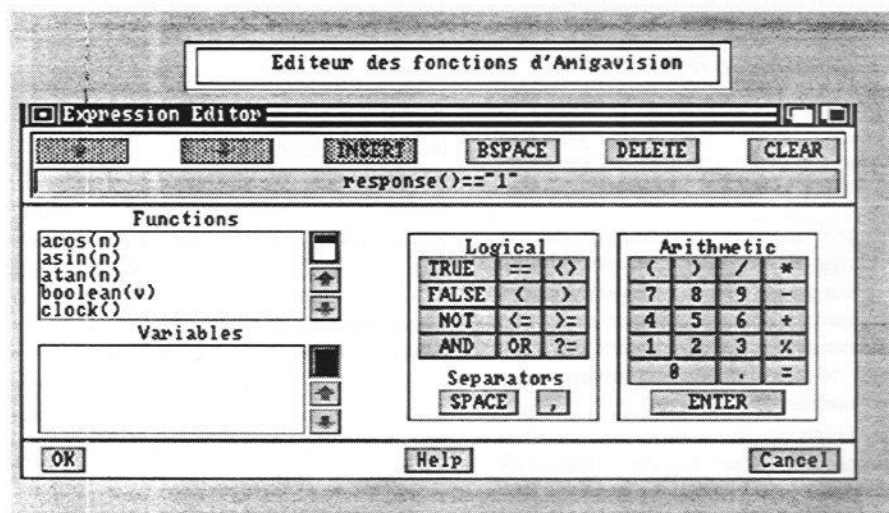 Editeur des fonctions d'Amigavision
Expression Editor
INSERT BSPACE DELETE CLEAR
response()=="1"
Functions
acos(n)
asin(n)
atan(n)
boolean(v)
clock()
Variables
Logical
TRUE == <>
FALSE < >
NOT <= >=
AND OR ?=
Separators
SPACE ,
Arithmetic
( ) / *
7 8 9 -
4 5 6 +
1 2 3 %
0 . =
ENTER
OK Help Cancel